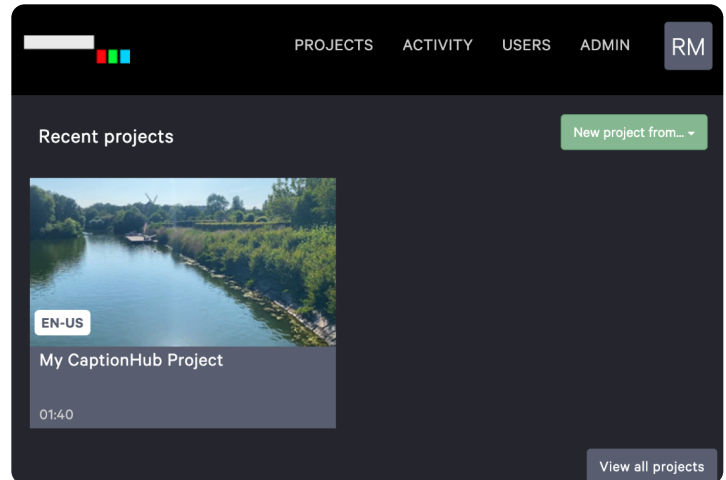 PROJECTS ACTIVITY USERS ADMIN RM
Recent projects
New project from...
EN-US
My CaptionHub Project
01:40
View all projects